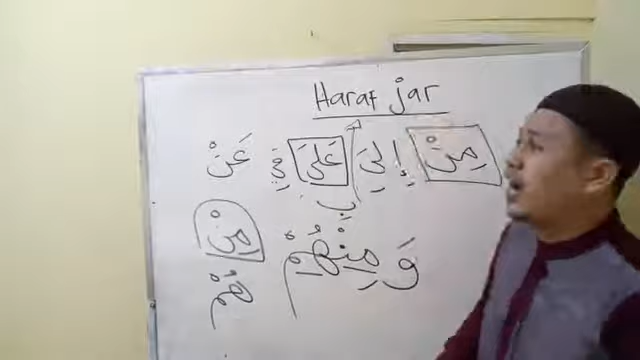 Haraf jar
مِنْ إِلَى عَلَى فِي عَنْ
بِ
وَمِنْهُمْ
مِنْ
هُمْ